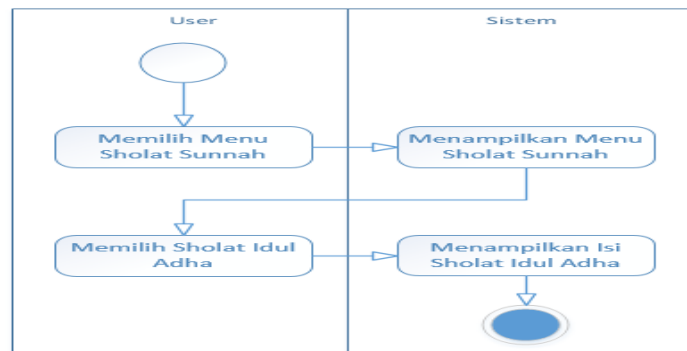 User
Sistem
Memilih Menu
Sholat Sunnah
Menampilkan Menu
Sholat Sunnah
Memilih Sholat Idul
Adha
Menampilkan Isi
Sholat Idul Adha